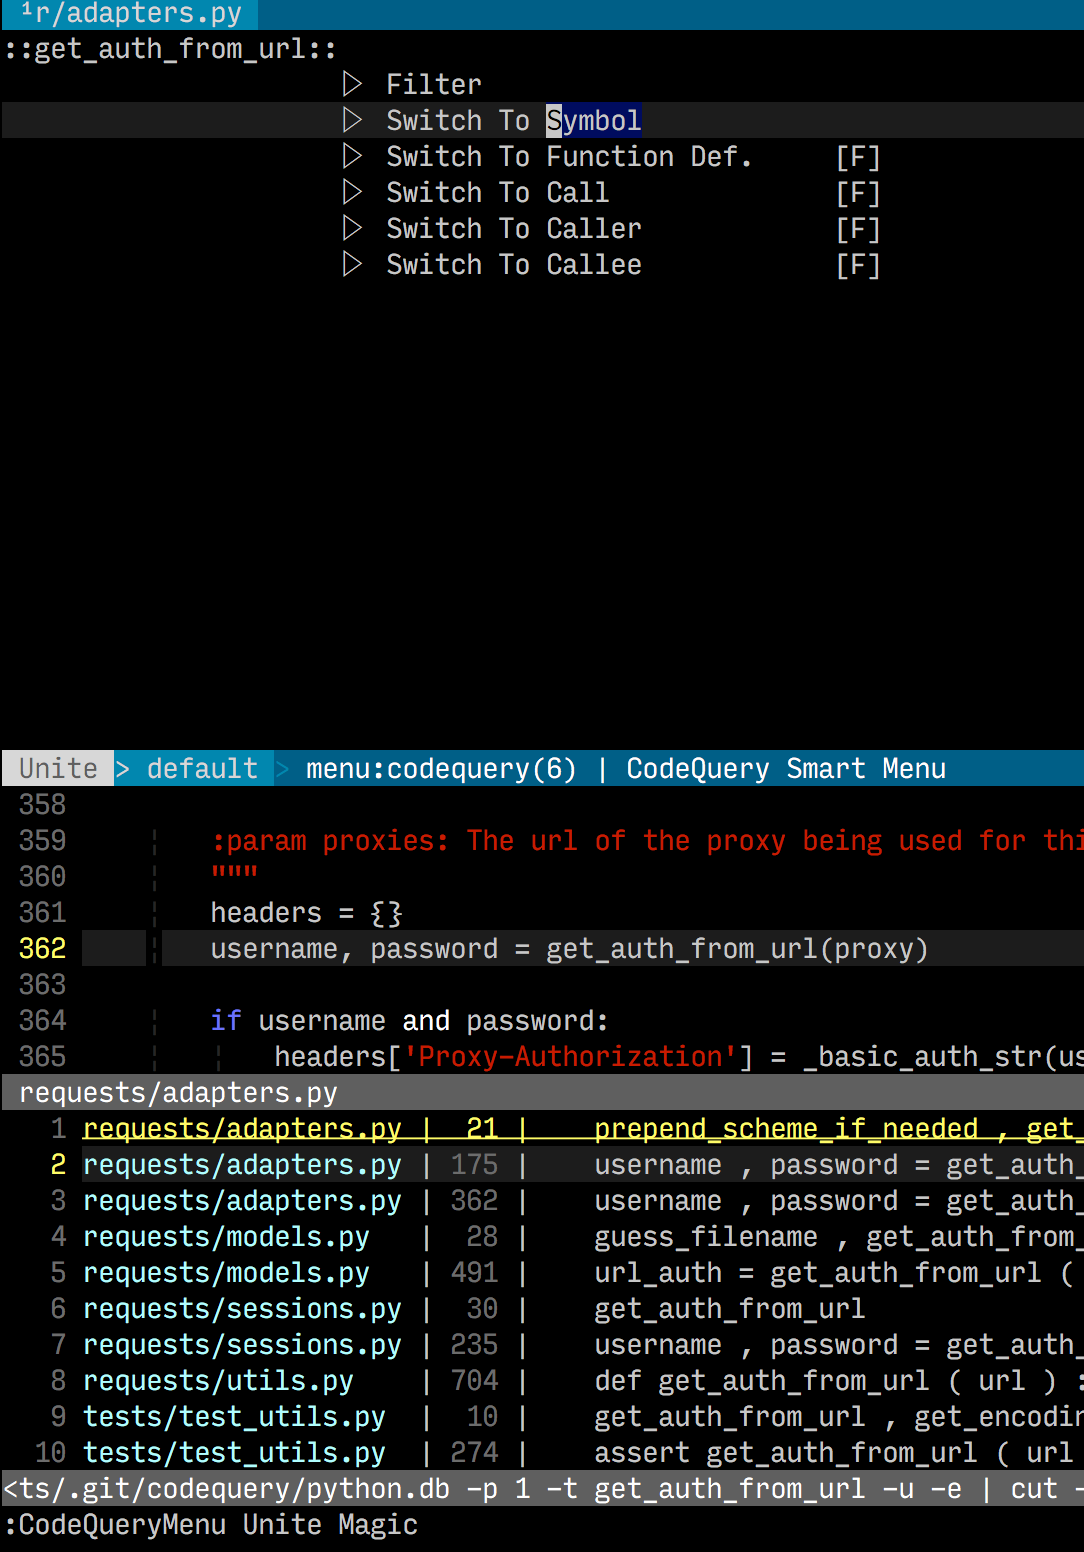 ¹r/adapters.py
::get_auth_from_url::
▷ Filter
▷ Switch To Symbol
▷ Switch To Function Def. [F]
▷ Switch To Call [F]
▷ Switch To Caller [F]
▷ Switch To Callee [F]
Unite > default > menu:codequery(6) | CodeQuery Smart Menu
358
359 ¦ :param proxies: The url of the proxy being used for thi
360 ¦ """
361 ¦ headers = {}
362 ¦ username, password = get_auth_from_url(proxy)
363
364 ¦ if username and password:
365 ¦ ¦ headers['Proxy-Authorization'] = _basic_auth_str(us
requests/adapters.py
1 requests/adapters.py | 21 | prepend_scheme_if_needed , get_
2 requests/adapters.py | 175 | username , password = get_auth_
3 requests/adapters.py | 362 | username , password = get_auth_
4 requests/models.py | 28 | guess_filename , get_auth_from_
5 requests/models.py | 491 | url_auth = get_auth_from_url (
6 requests/sessions.py | 30 | get_auth_from_url
7 requests/sessions.py | 235 | username , password = get_auth_
8 requests/utils.py | 704 | def get_auth_from_url ( url ) :
9 tests/test_utils.py | 10 | get_auth_from_url , get_encodin
10 tests/test_utils.py | 274 | assert get_auth_from_url ( url
<ts/.git/codequery/python.db -p 1 -t get_auth_from_url -u -e | cut -
:CodeQueryMenu Unite Magic